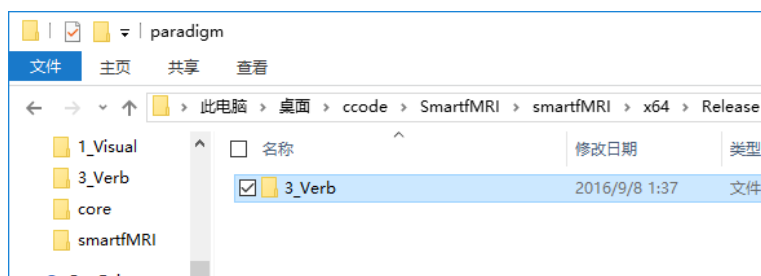 paradigm
文件 主页 共享 查看
此电脑 > 桌面 > ccode > SmartfMRI > smartfMRI > x64 > Release
1_Visual
3_Verb
core
smartfMRI
名称 修改日期 类型
3_Verb 2016/9/8 1:37 文件